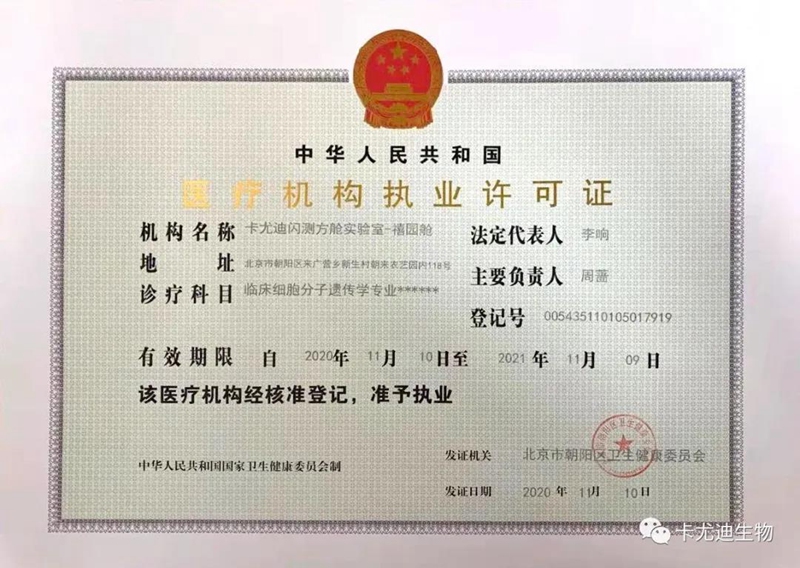 中华人民共和国
医疗机构执业许可证
机构名称 卡尤迪闪测方舱实验室-禧园舱
法定代表人 李响
地 址 北京市朝阳区来广营乡新生村朝来农艺园内118号
主要负责人 周蔷
诊疗科目 临床细胞分子遗传学专业******
登记号 005435110105017919
有效期限 自 2020年 11月 10日至 2021年 11月 09日
该医疗机构经核准登记，准予执业
发证机关 北京市朝阳区卫生健康委员会
中华人民共和国国家卫生健康委员会制
发证日期 2020年 11月 10日
卡尤迪生物